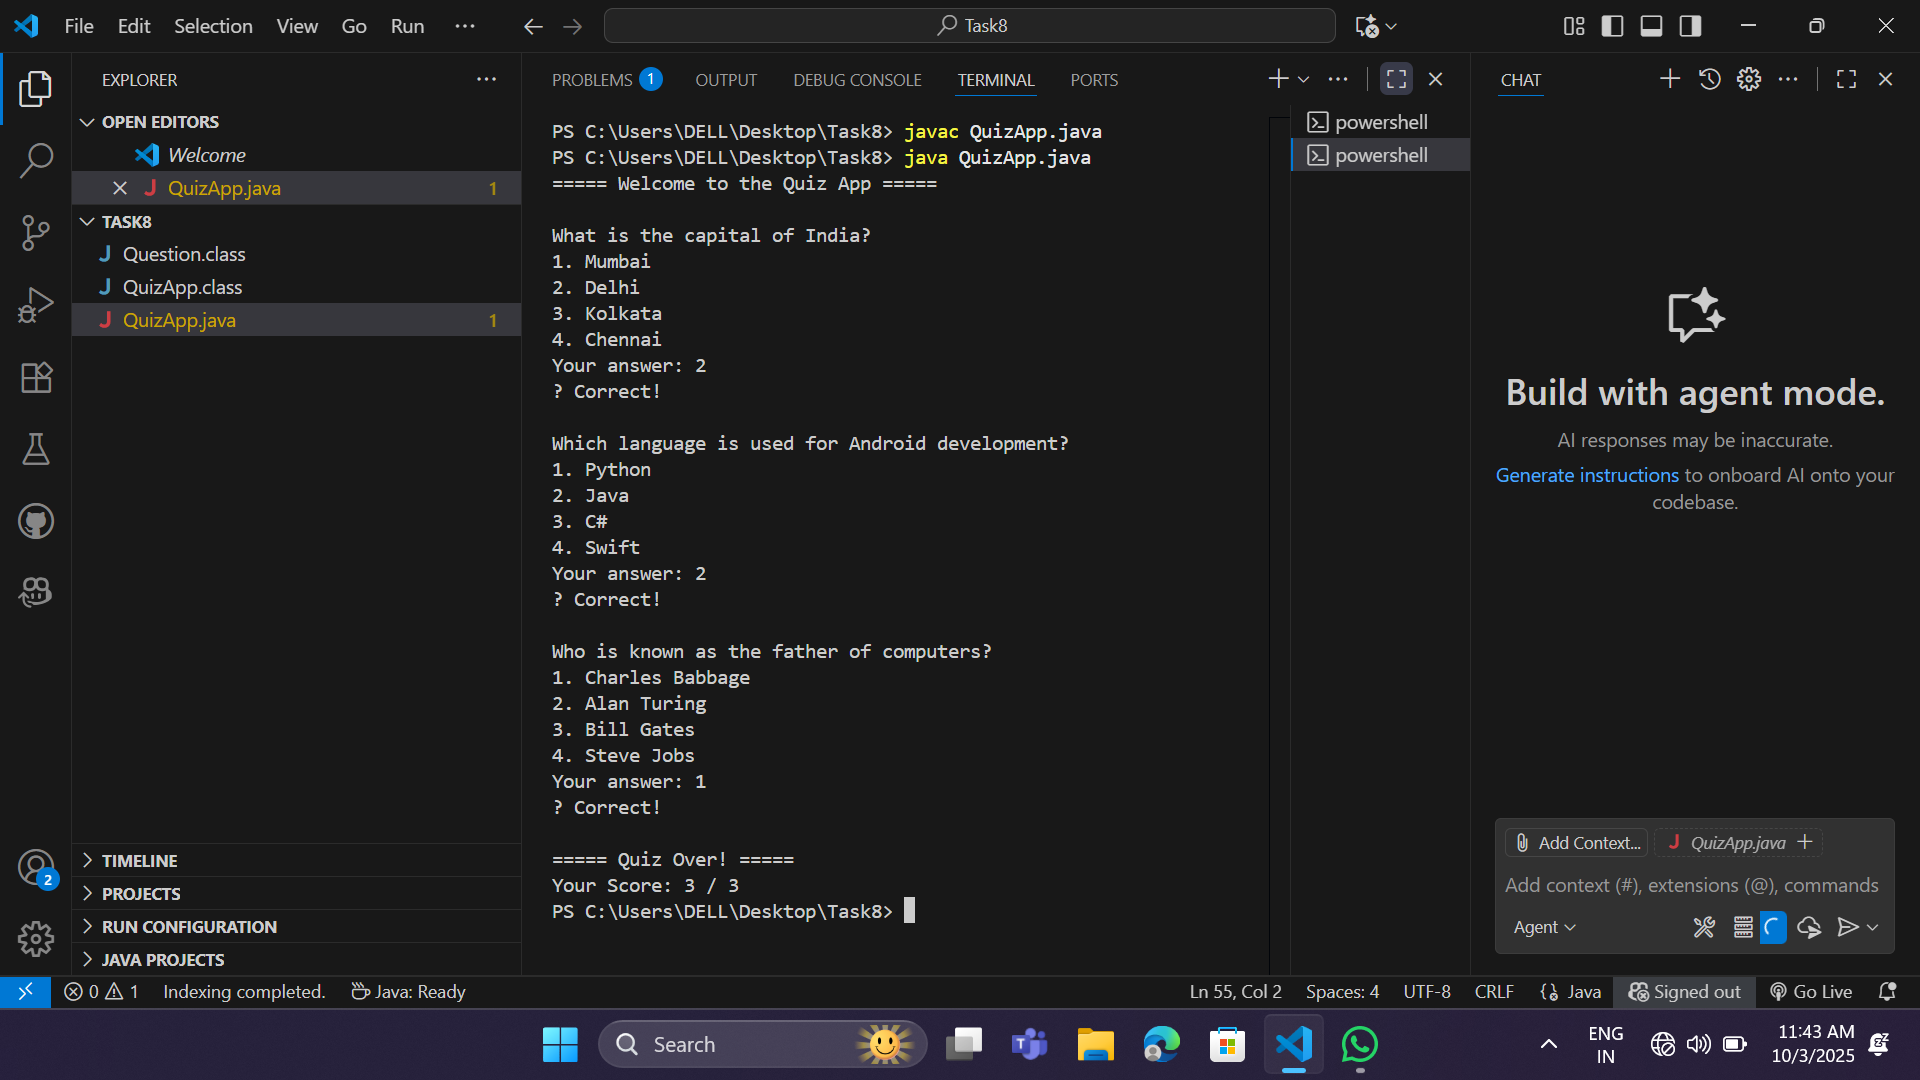 File Edit Selection View Go Run ···
Task8
EXPLORER
OPEN EDITORS
Welcome
QuizApp.java 1
TASK8
Question.class
QuizApp.class
QuizApp.java 1
TIMELINE
PROJECTS
RUN CONFIGURATION
JAVA PROJECTS
2
PROBLEMS 1 OUTPUT DEBUG CONSOLE TERMINAL PORTS
PS C:\Users\DELL\Desktop\Task8> javac QuizApp.java
PS C:\Users\DELL\Desktop\Task8> java QuizApp.java
===== Welcome to the Quiz App =====
What is the capital of India?
1. Mumbai
2. Delhi
3. Kolkata
4. Chennai
Your answer: 2
? Correct!
Which language is used for Android development?
1. Python
2. Java
3. C#
4. Swift
Your answer: 2
? Correct!
Who is known as the father of computers?
1. Charles Babbage
2. Alan Turing
3. Bill Gates
4. Steve Jobs
Your answer: 1
? Correct!
===== Quiz Over! =====
Your Score: 3 / 3
PS C:\Users\DELL\Desktop\Task8>
powershell
powershell
CHAT
Build with agent mode.
AI responses may be inaccurate.
Generate instructions to onboard AI onto your
codebase.
Add Context... QuizApp.java
Add context (#), extensions (@), commands
Agent
0 1 Indexing completed. Java: Ready
Ln 55, Col 2 Spaces: 4 UTF-8 CRLF Java Signed out Go Live
Search
ENG
IN
11:43 AM
10/3/2025